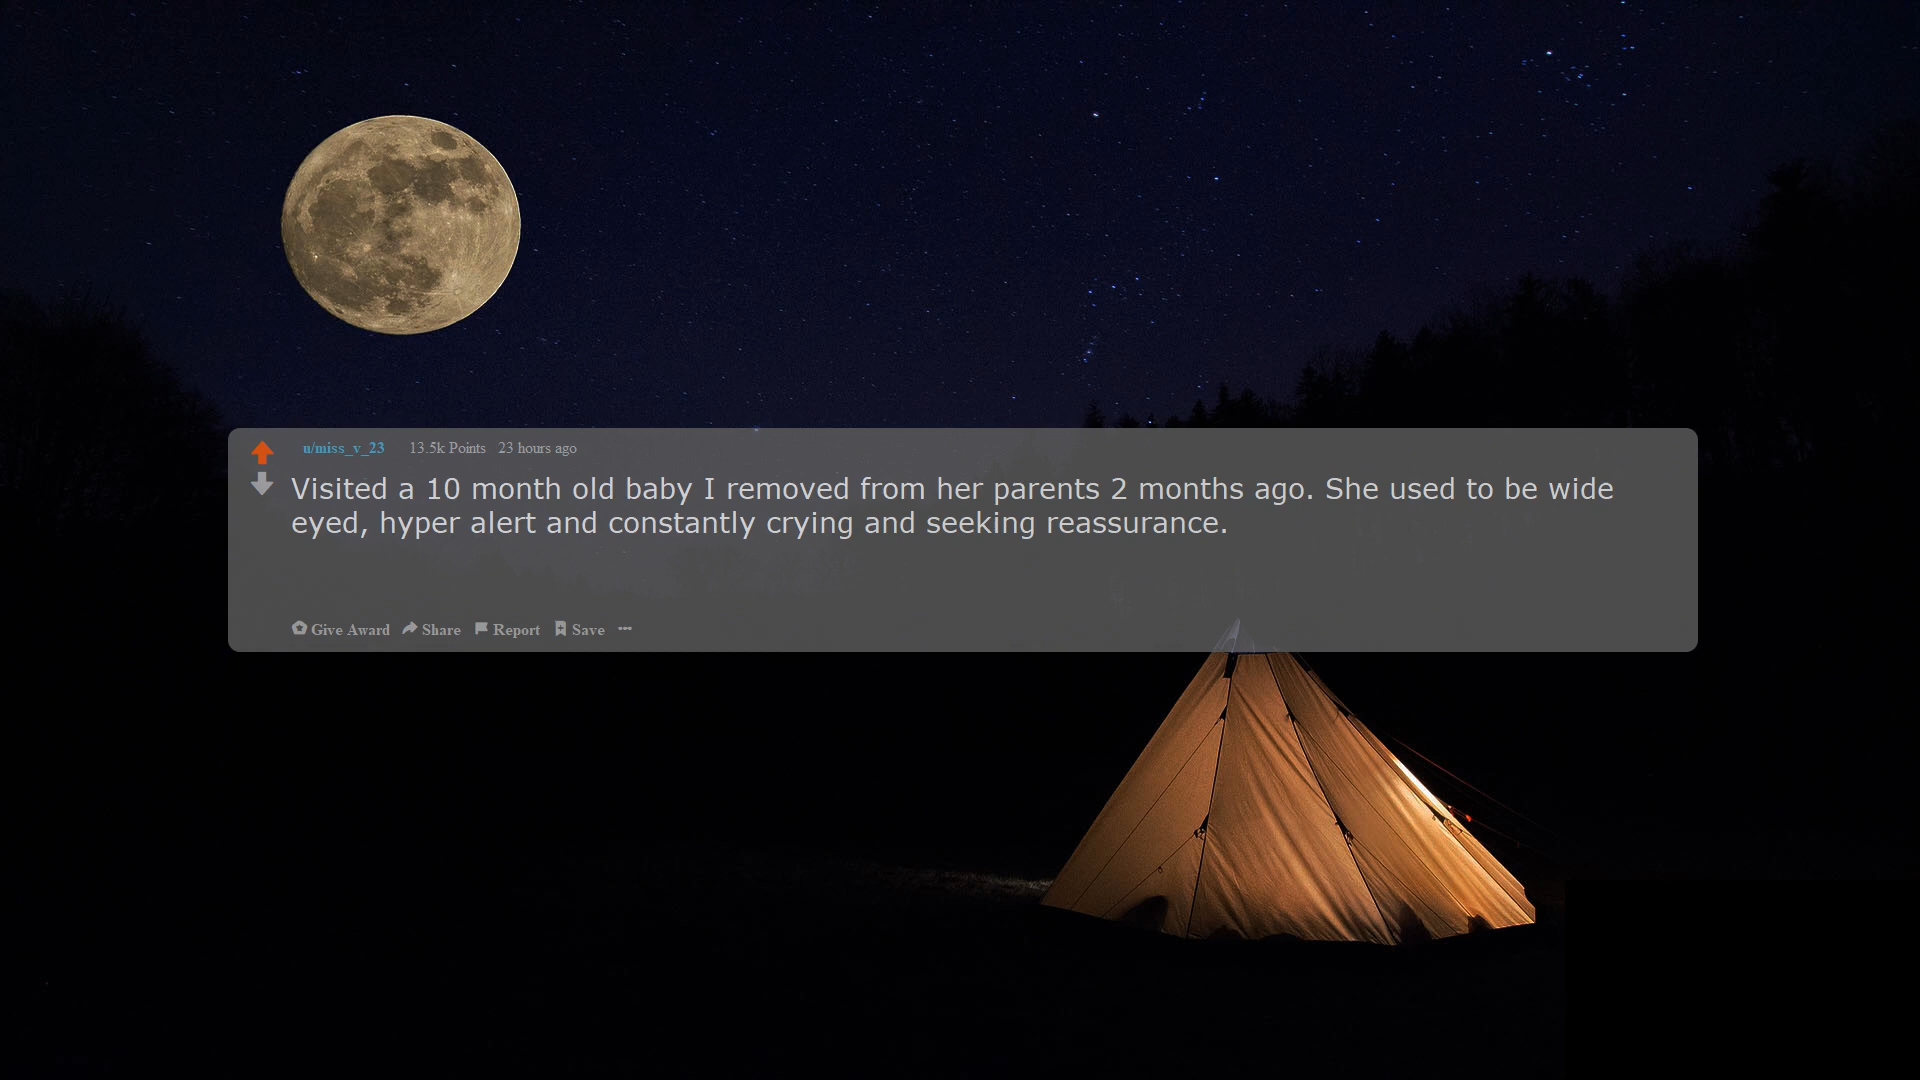 u/miss_v_23 13.5k Points 23 hours ago
Visited a 10 month old baby I removed from her parents 2 months ago. She used to be wide
eyed, hyper alert and constantly crying and seeking reassurance.
Give Award Share Report Save